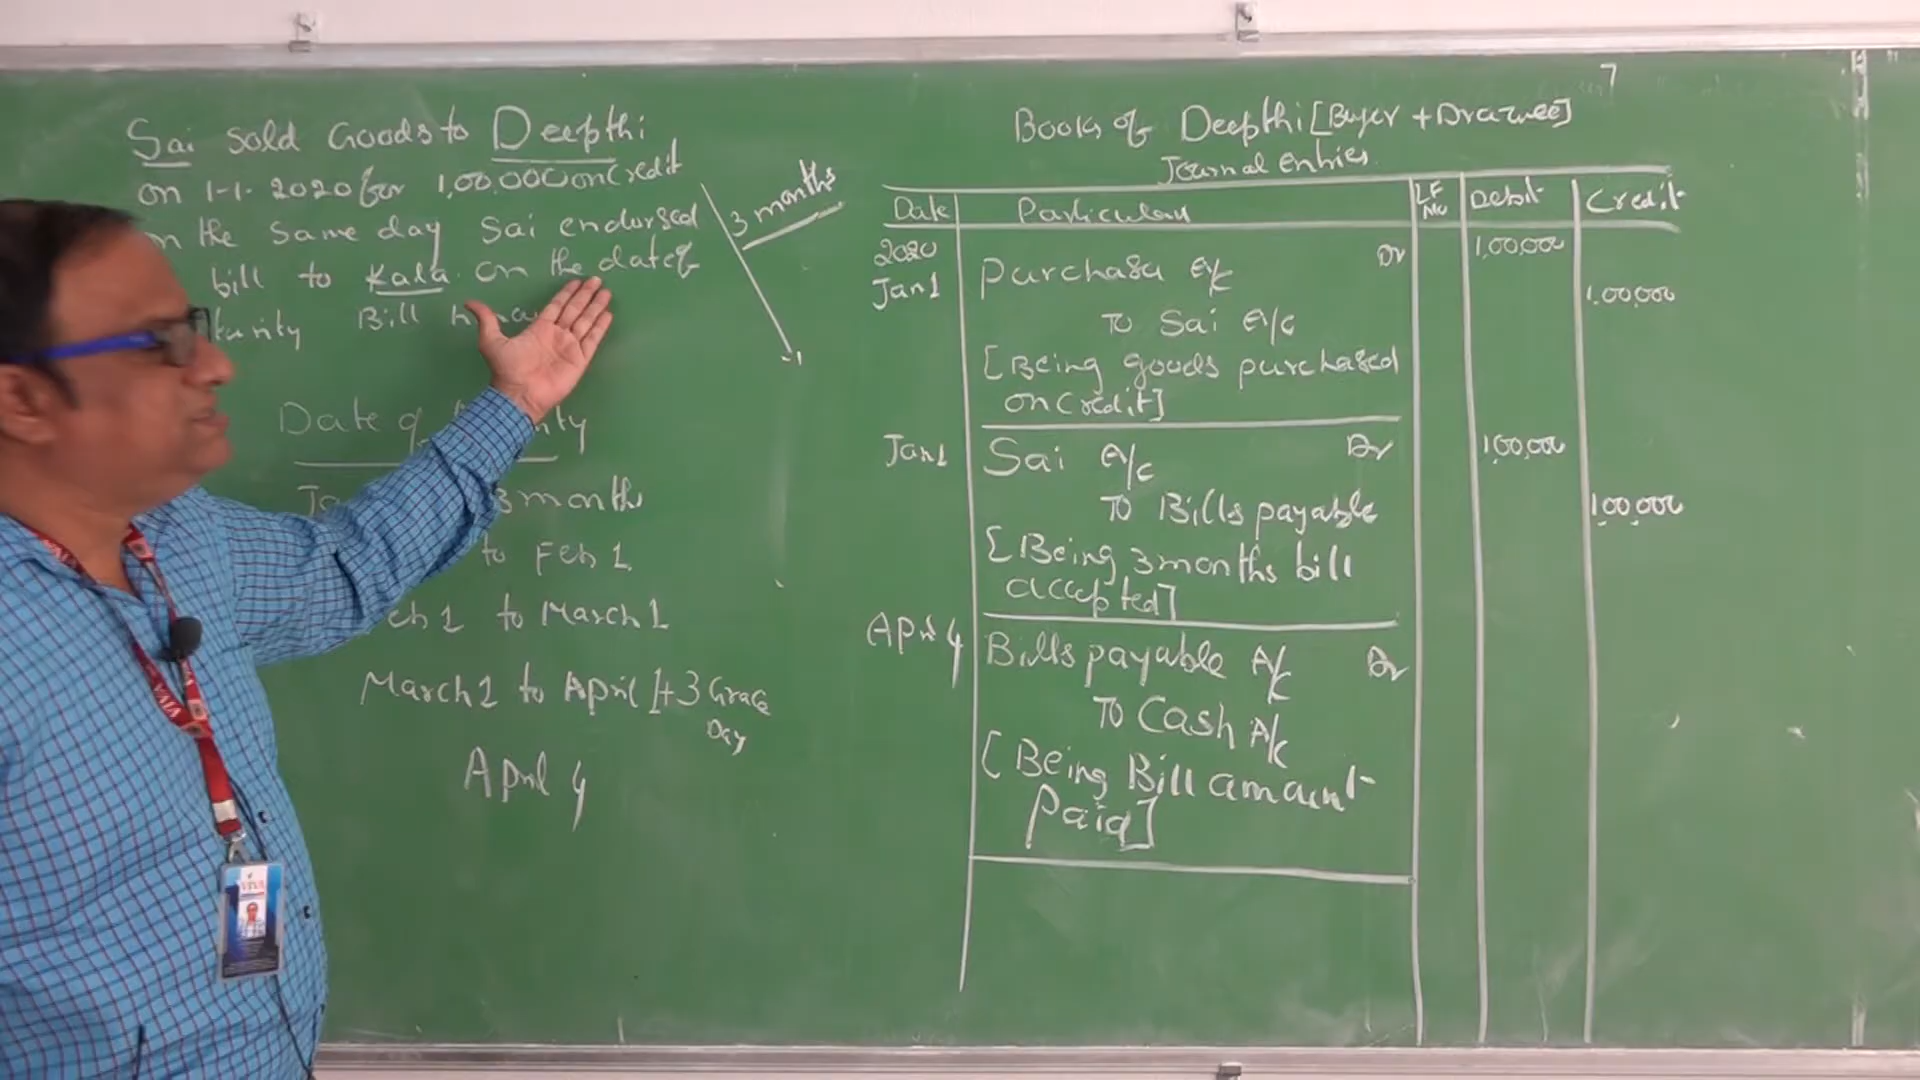 Sai sold Goods to Deepthi
on 1-1-2020 for 1,00,000 on Credit
the same day Sai endorsed
bill to Kala. on the date of
Bill
3 months
Date of
3 months
to Feb 1
to March 1
March 1 to April 1+3 Grace
Day
April 4
7
Books of Deepthi [Buyer + Drawee]
Journal Entries
Date Particulars LF No Debit Credit
2020 Jan 1 Purchase A/c Dr 1,00,000
To Sai A/c 1,00,000
[Being goods purchased
on Credit]
Jan 1 Sai A/c Dr 1,00,000
To Bills payable 1,00,000
[Being 3 months bill
accepted]
April 4 Bills payable A/c Dr
To Cash A/c
[Being Bill amount
Paid]
VIVA